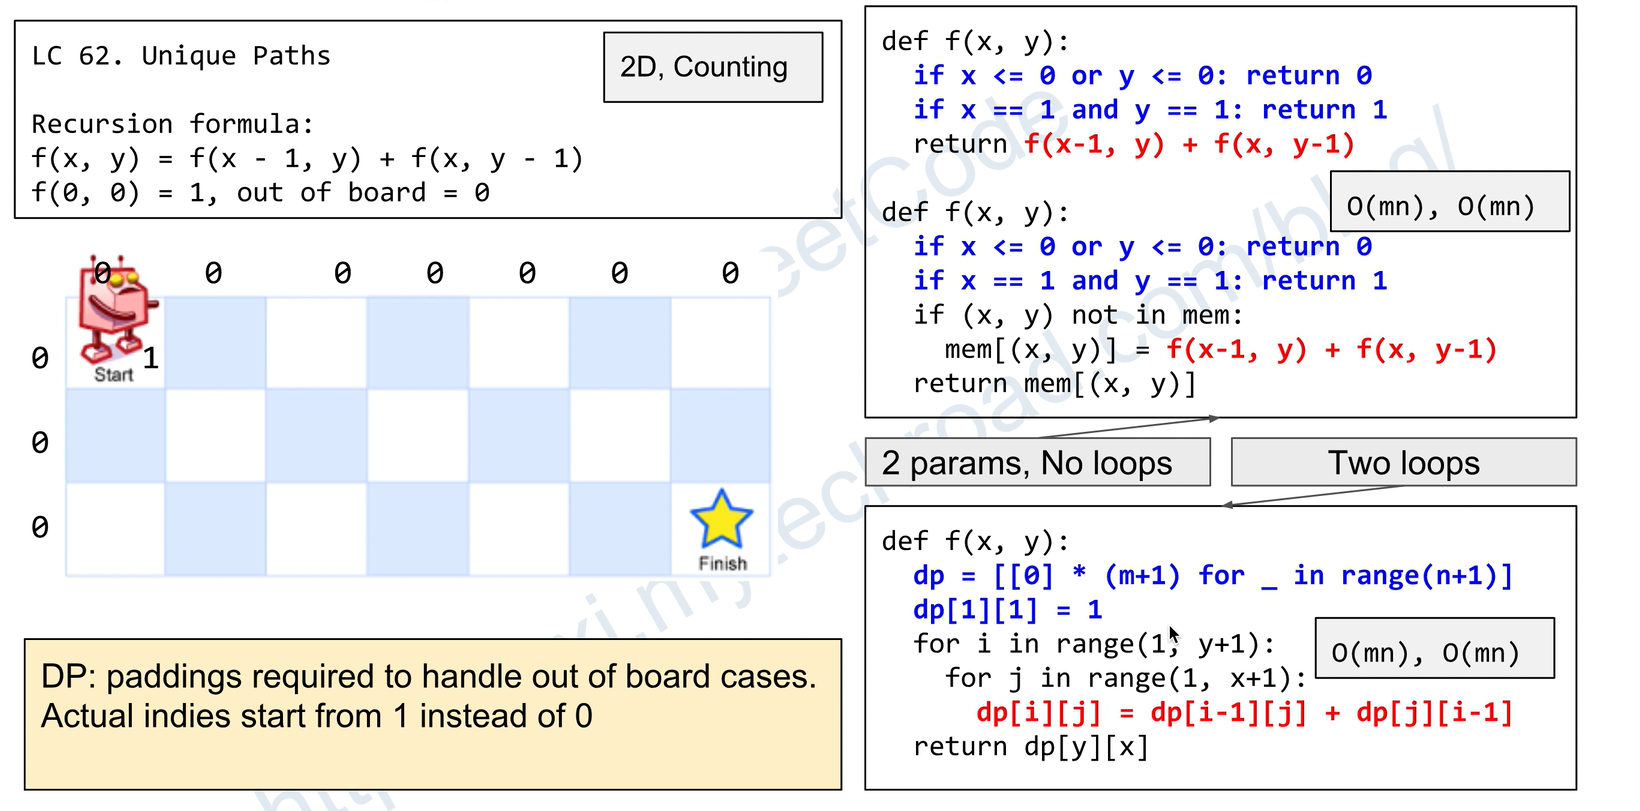 LC 62. Unique Paths
2D, Counting
Recursion formula:
f(x, y) = f(x - 1, y) + f(x, y - 1)
f(0, 0) = 1, out of board = 0
0 0 0 0 0 0 0
0 1
Start
0
0
Finish
DP: paddings required to handle out of board cases.
Actual indies start from 1 instead of 0
def f(x, y):
if x <= 0 or y <= 0: return 0
if x == 1 and y == 1: return 1
return f(x-1, y) + f(x, y-1)
O(mn), O(mn)
def f(x, y):
if x <= 0 or y <= 0: return 0
if x == 1 and y == 1: return 1
if (x, y) not in mem:
mem[(x, y)] = f(x-1, y) + f(x, y-1)
return mem[(x, y)]
2 params, No loops
Two loops
def f(x, y):
dp = [[0] * (m+1) for _ in range(n+1)]
dp[1][1] = 1
for i in range(1, y+1):
for j in range(1, x+1):
O(mn), O(mn)
dp[i][j] = dp[i-1][j] + dp[j][i-1]
return dp[y][x]